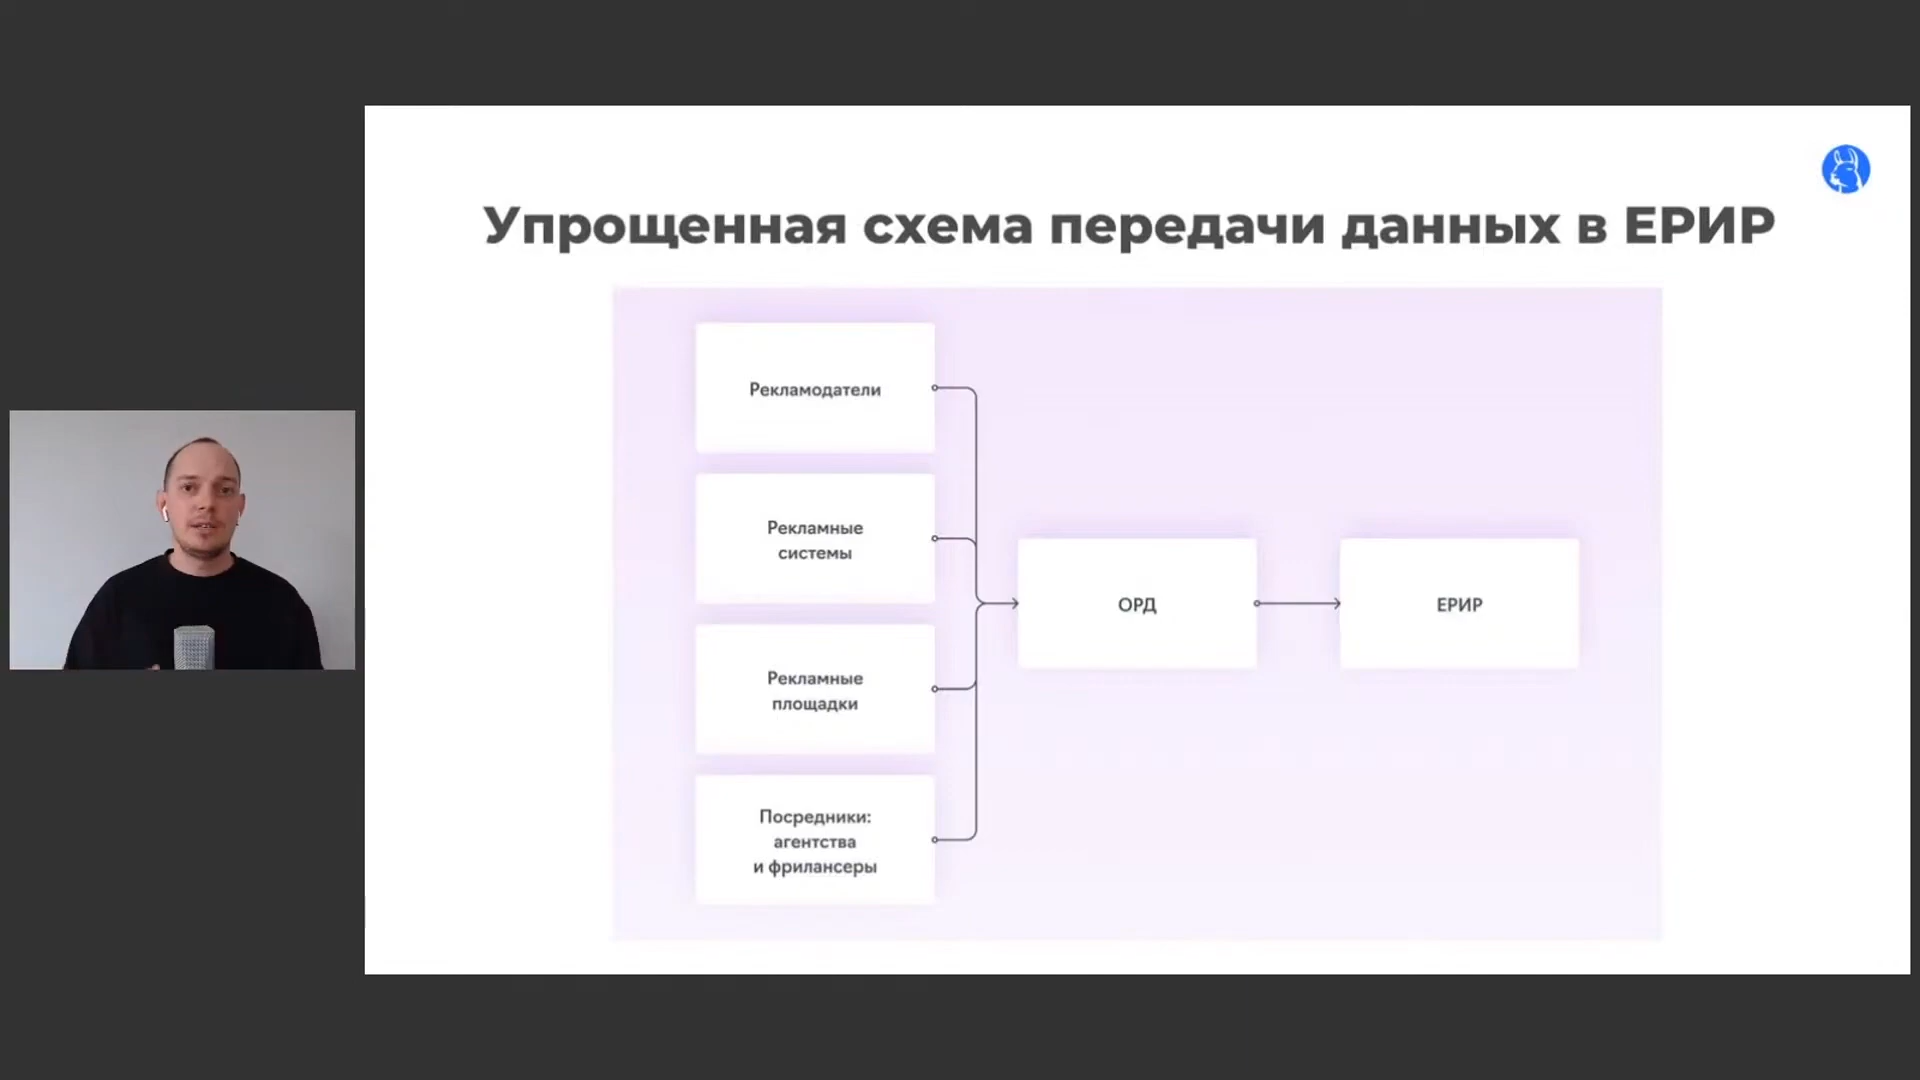 Упрощенная схема передачи данных в ЕРИР
Рекламодатели
Рекламные
системы
Рекламные
площадки
Посредники:
агентства
и фрилансеры
ОРД
ЕРИР